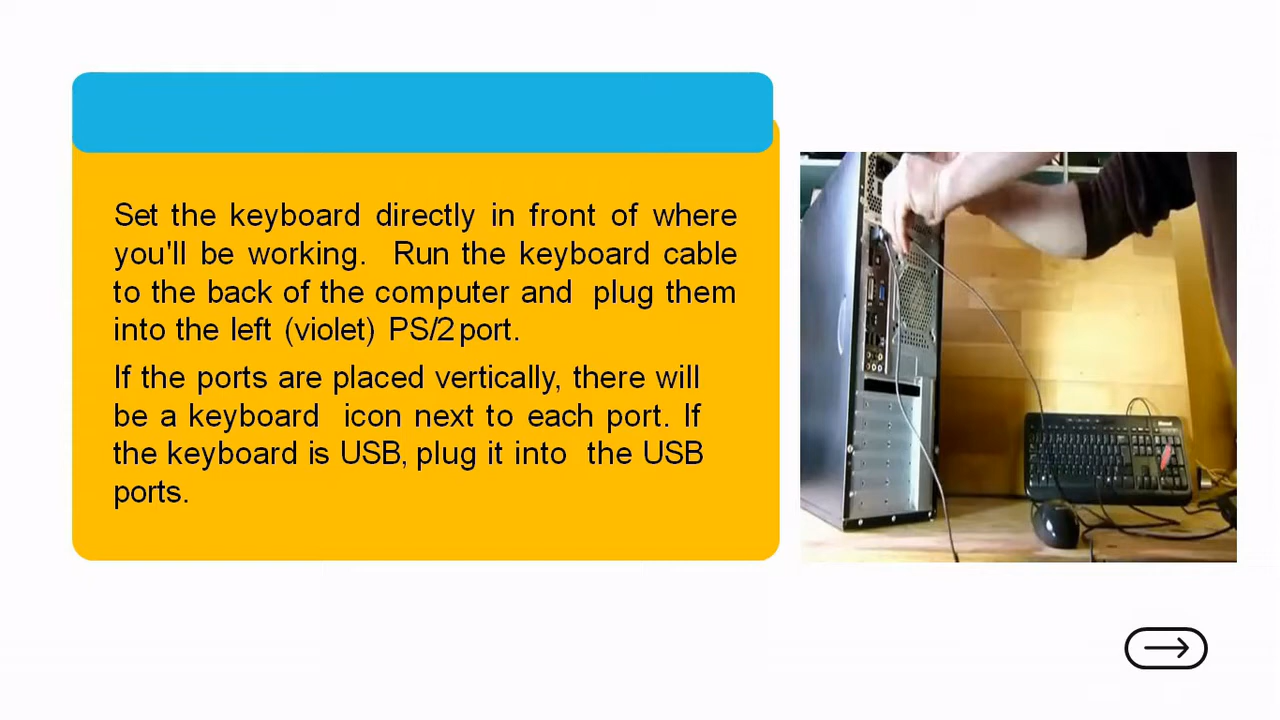 Set the keyboard directly in front of where
you'll be working. Run the keyboard cable
to the back of the computer and plug them
into the left (violet) PS/2 port.
If the ports are placed vertically, there will
be a keyboard icon next to each port. If
the keyboard is USB, plug it into the USB
ports.